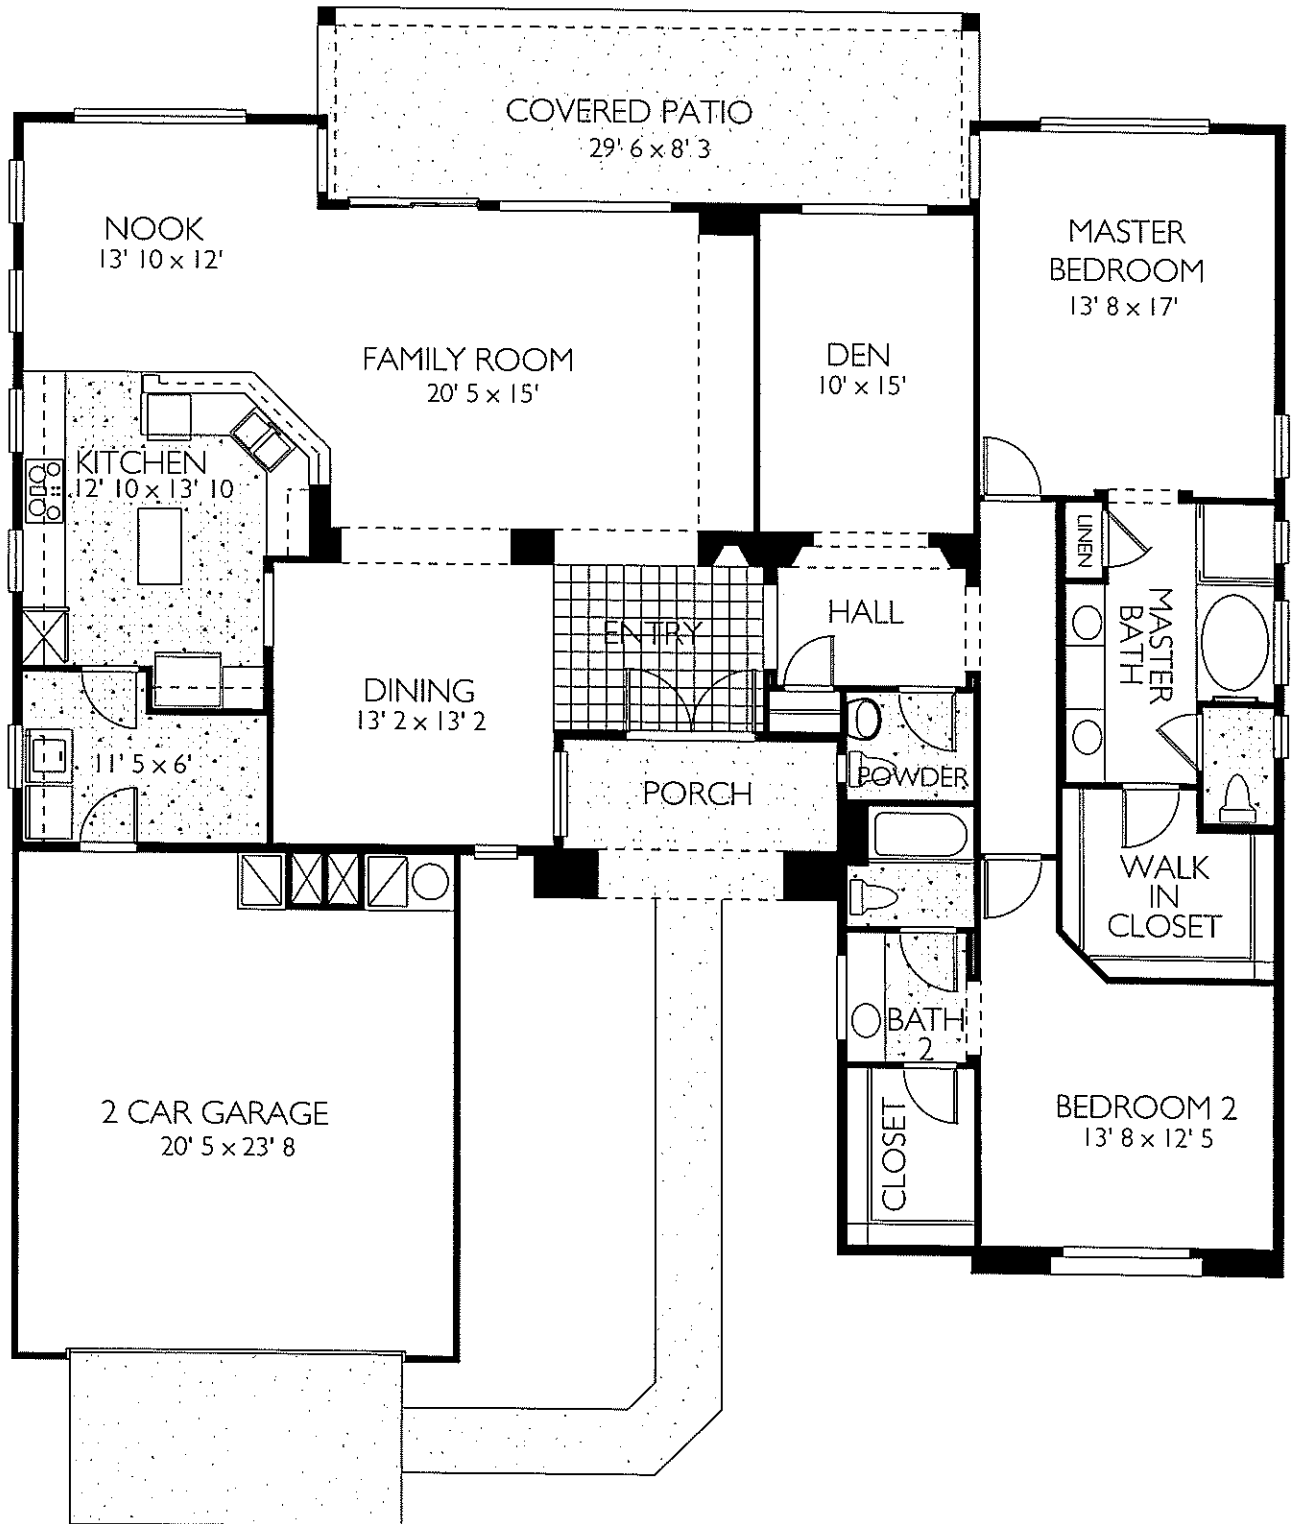 COVERED PATIO
29' 6 x 8' 3
NOOK
13' 10 x 12'
MASTER
BEDROOM
13' 8 x 17'
FAMILY ROOM
20' 5 x 15'
DEN
10' x 15'
KITCHEN
12' 10 x 13' 10
LINEN
ENTRY
HALL
MASTER
BATH
DINING
13' 2 x 13' 2
11' 5 x 6'
PORCH
POWDER
WALK
IN
CLOSET
BATH
2
2 CAR GARAGE
20' 5 x 23' 8
CLOSET
BEDROOM 2
13' 8 x 12' 5